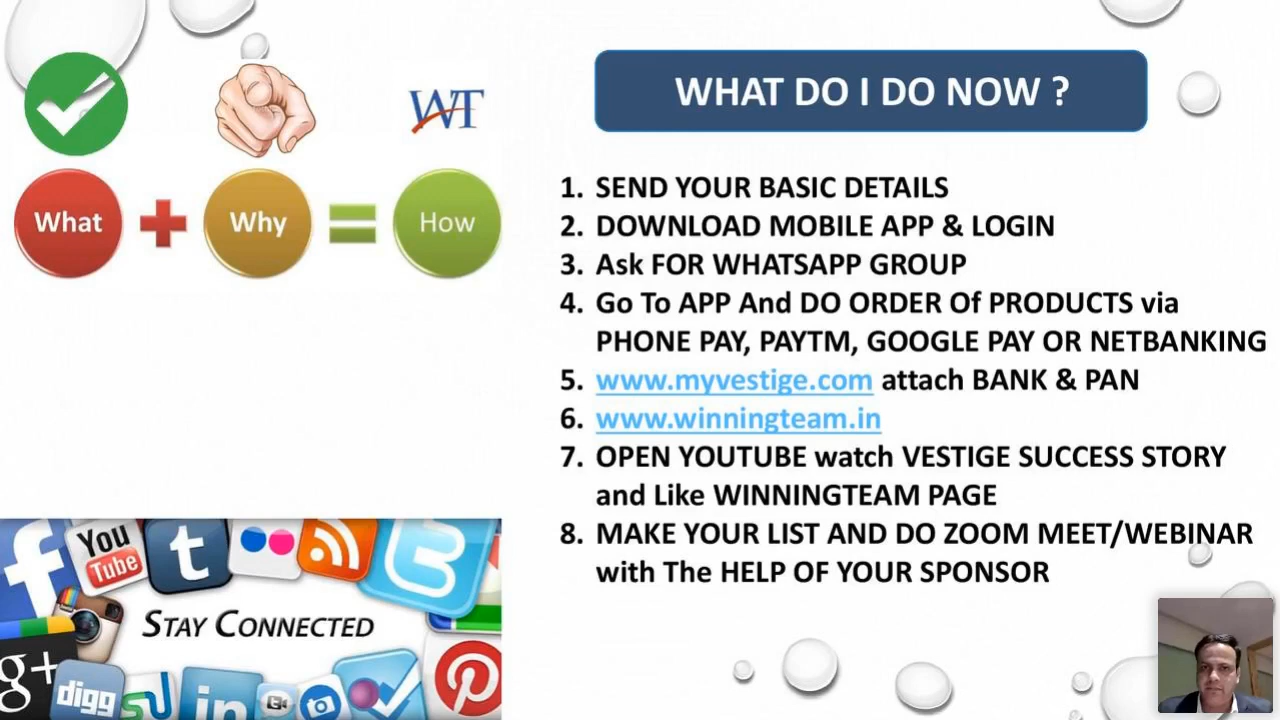 WT
What
Why
How
WHAT DO I DO NOW ?
1. SEND YOUR BASIC DETAILS
2. DOWNLOAD MOBILE APP & LOGIN
3. Ask FOR WHATSAPP GROUP
4. Go To APP And DO ORDER Of PRODUCTS via
PHONE PAY, PAYTM, GOOGLE PAY OR NETBANKING
5. www.myvestige.com attach BANK & PAN
6. www.winningteam.in
7. OPEN YOUTUBE watch VESTIGE SUCCESS STORY
and Like WINNINGTEAM PAGE
8. MAKE YOUR LIST AND DO ZOOM MEET/WEBINAR
with The HELP OF YOUR SPONSOR
You
Tube
STAY CONNECTED
g+
digg
in